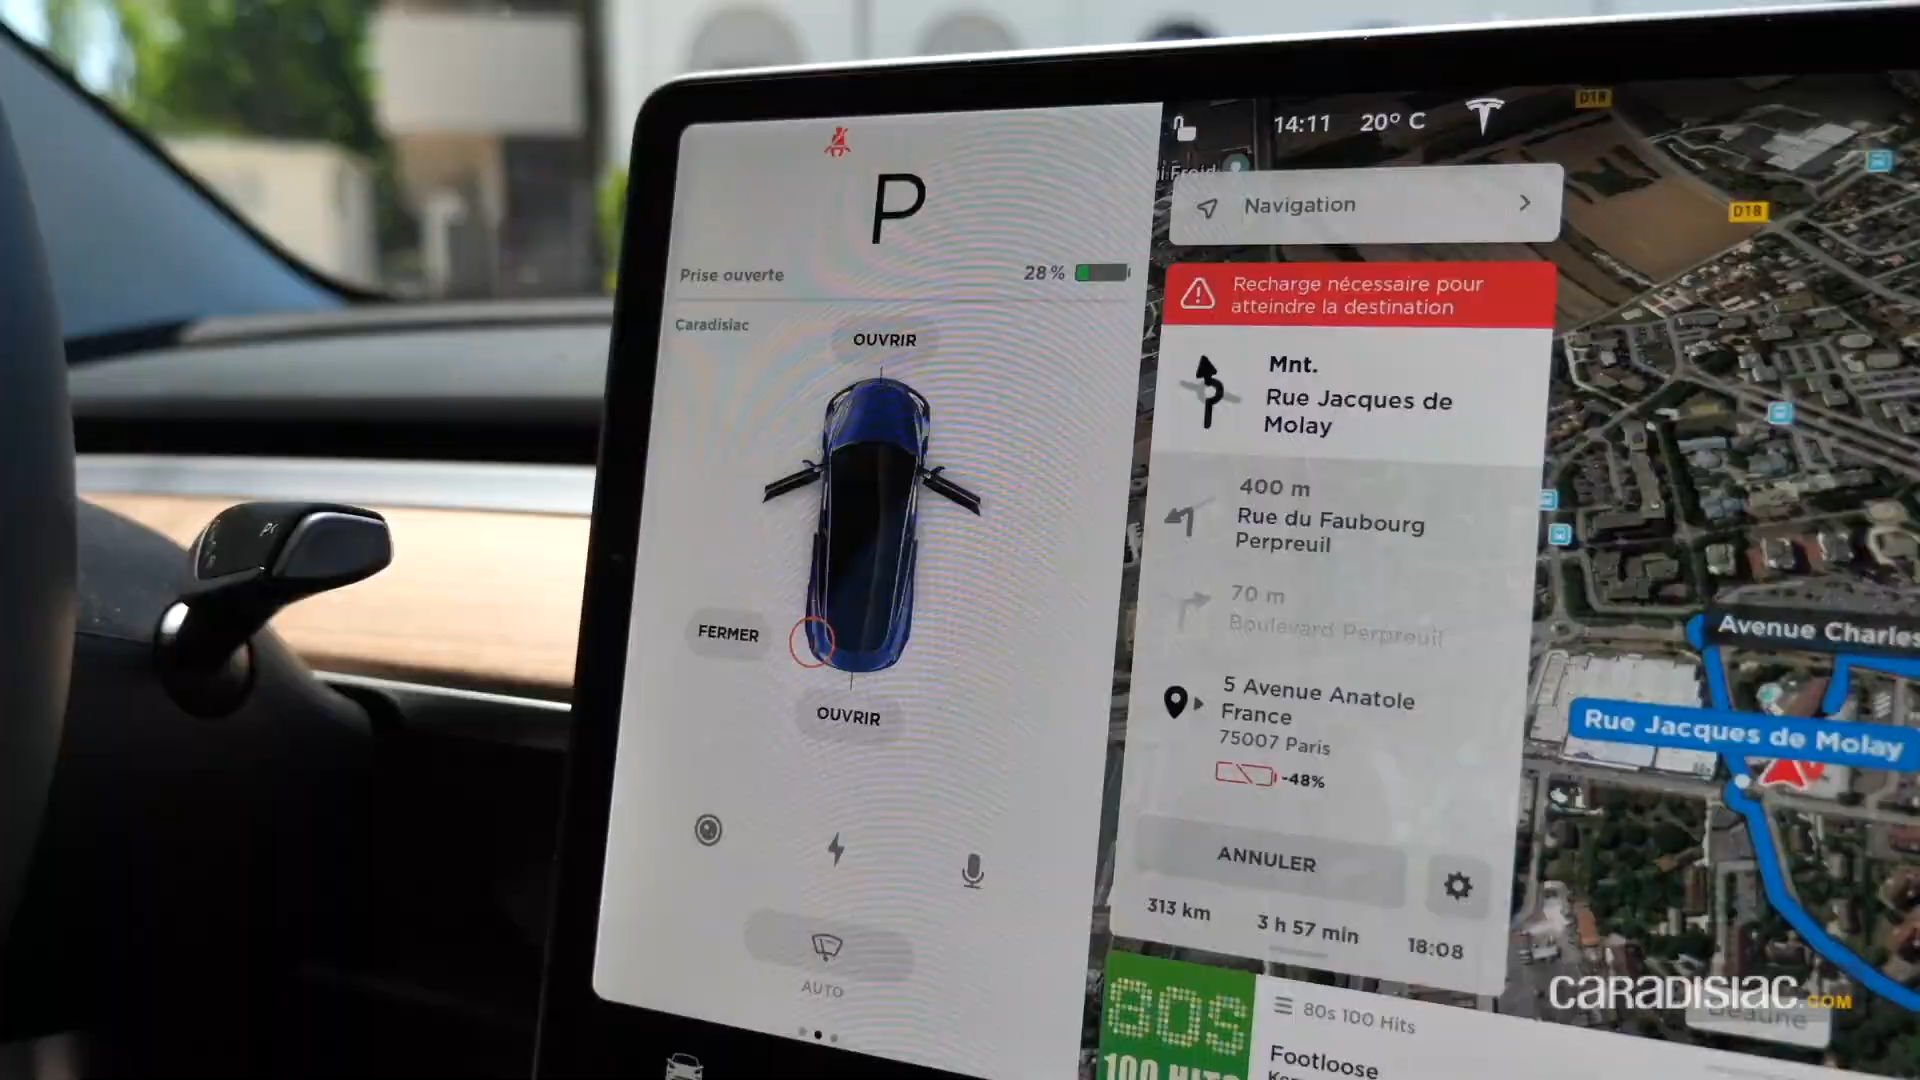 P
Prise ouverte
28 %
Caradisiac
OUVRIR
FERMER
OUVRIR
AUTO
14:11 20° C
D18
D18
Navigation
Recharge nécessaire pour
atteindre la destination
Mnt.
Rue Jacques de
Molay
400 m
Rue du Faubourg
Perpreuil
70 m
Boulevard Perpreuil
5 Avenue Anatole
France
75007 Paris
-48%
ANNULER
313 km 3 h 57 min 18:08
Avenue Charles
Rue Jacques de Molay
Beaune
80s
100 HITS
80s 100 Hits
Footloose
CARADISIAC.COM